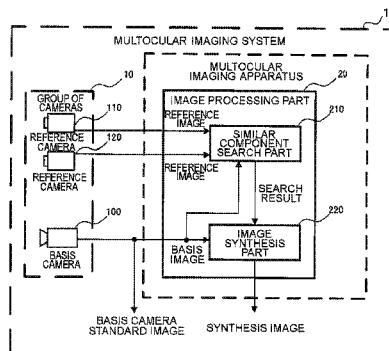 1
MULTOCULAR IMAGING SYSTEM
MULTOCULAR
IMAGING APPARATUS
10
20
GROUP OF CAMERAS
110
REFERENCE CAMERA
120
REFERENCE CAMERA
100
BASIS CAMERA
IMAGE PROCESSING PART
REFERENCE IMAGE
210
SIMILAR
COMPONENT
SEARCH PART
REFERENCE IMAGE
SEARCH
RESULT
220
BASIS
IMAGE
IMAGE
SYNTHESIS
PART
BASIS CAMERA
STANDARD IMAGE
SYNTHESIS IMAGE